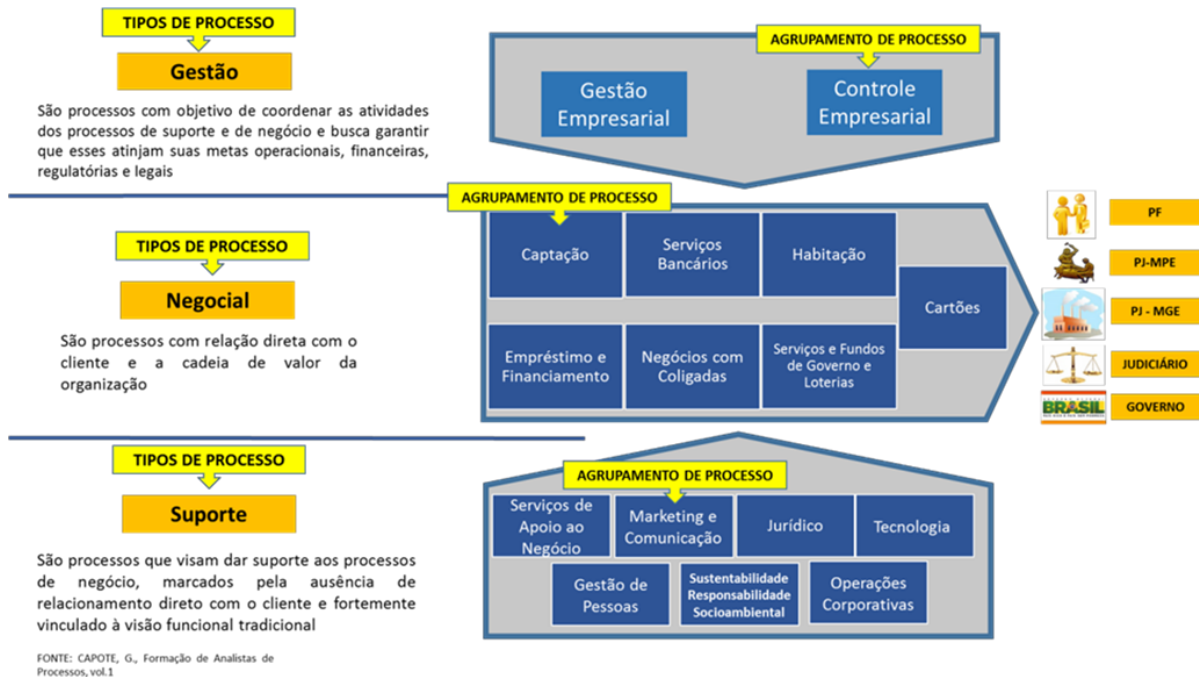 TIPOS DE PROCESSO
Gestão
São processos com objetivo de coordenar as atividades
dos processos de suporte e de negócio e busca garantir
que esses atinjam suas metas operacionais, financeiras,
regulatórias e legais
AGRUPAMENTO DE PROCESSO
Gestão
Empresarial
Controle
Empresarial
TIPOS DE PROCESSO
Negocial
São processos com relação direta com o
cliente e a cadeia de valor da
organização
AGRUPAMENTO DE PROCESSO
Captação
Serviços
Bancários
Habitação
Cartões
Empréstimo e
Financiamento
Negócios com
Coligadas
Serviços e Fundos
de Governo e
Loterias
PF
PJ-MPE
PJ - MGE
JUDICIÁRIO
BRASIL
GOVERNO
TIPOS DE PROCESSO
Suporte
São processos que visam dar suporte aos processos
de negócio, marcados pela ausência de
relacionamento direto com o cliente e fortemente
vinculado à visão funcional tradicional
AGRUPAMENTO DE PROCESSO
Serviços de
Apoio ao
Negócio
Marketing e
Comunicação
Jurídico
Tecnologia
Gestão de
Pessoas
Sustentabilidade
Responsabilidade
Socioambiental
Operações
Corporativas
FONTE: CAPOTE, G., Formação de Analistas de
Processos, vol.1